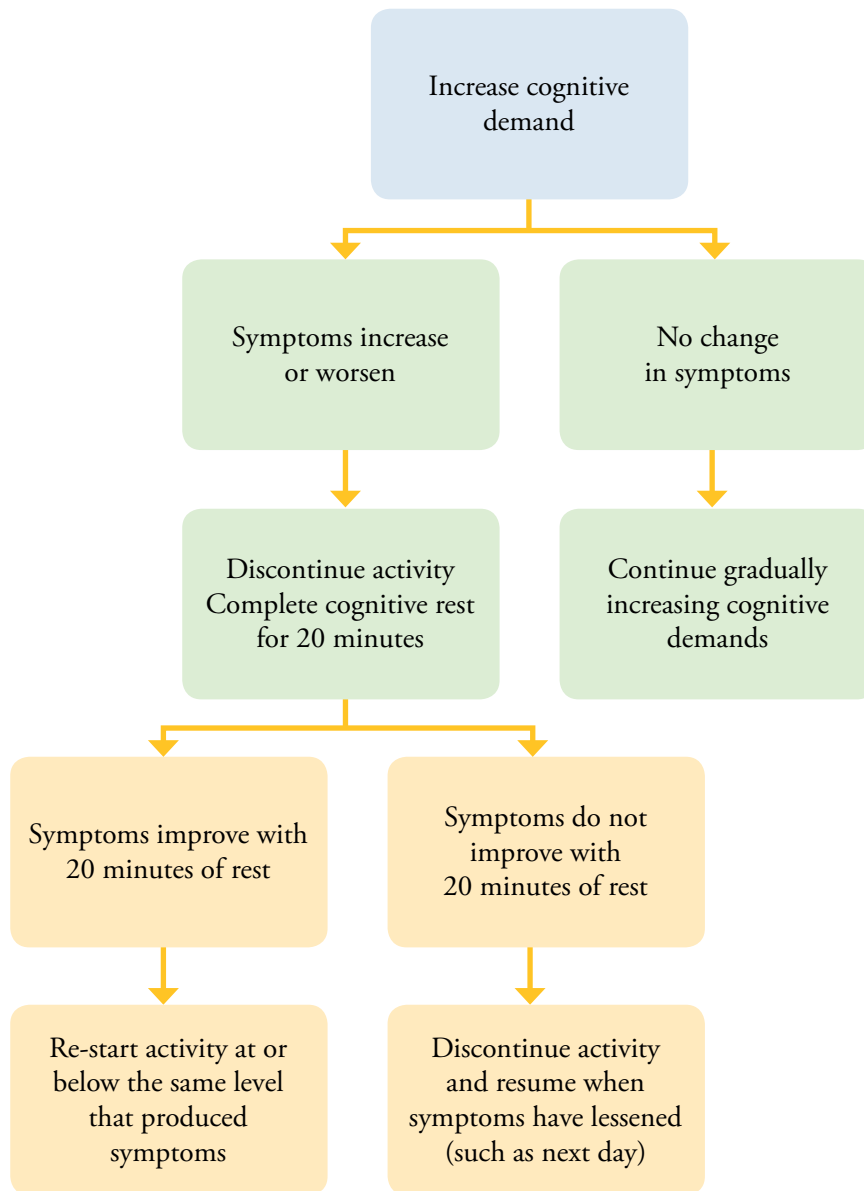 Increase cognitive
demand
Symptoms increase
or worsen
No change
in symptoms
Discontinue activity
Complete cognitive rest
for 20 minutes
Continue gradually
increasing cognitive
demands
Symptoms improve with
20 minutes of rest
Symptoms do not
improve with
20 minutes of rest
Re-start activity at or
below the same level
that produced
symptoms
Discontinue activity
and resume when
symptoms have lessened
(such as next day)